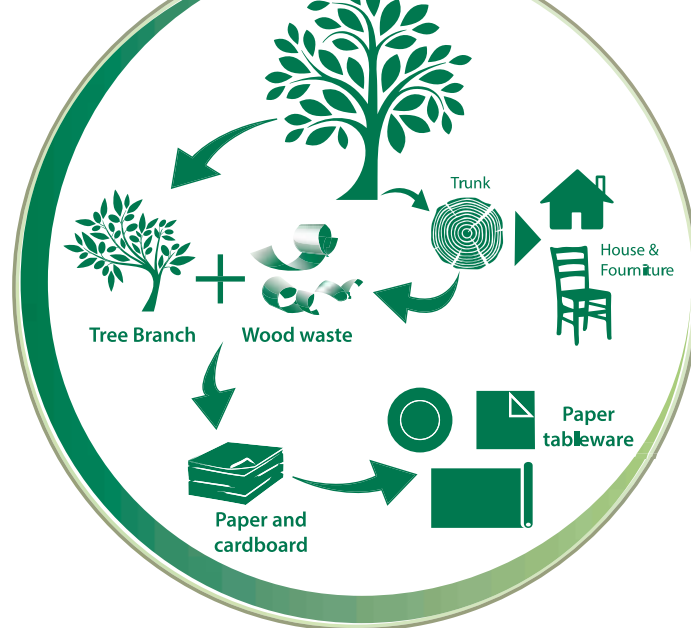 Trunk
House &
Fourniture
Tree Branch
Wood waste
Paper
tableware
Paper and
cardboard